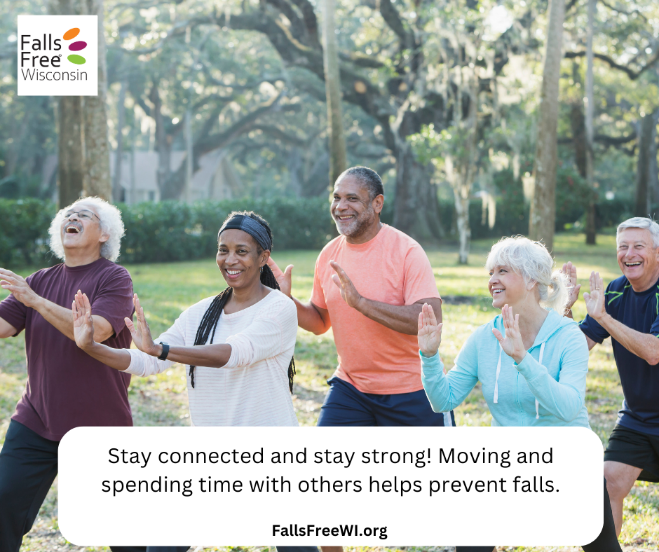 Falls
Free
Wisconsin
Stay connected and stay strong! Moving and
spending time with others helps prevent falls.
FallsFreeWI.org